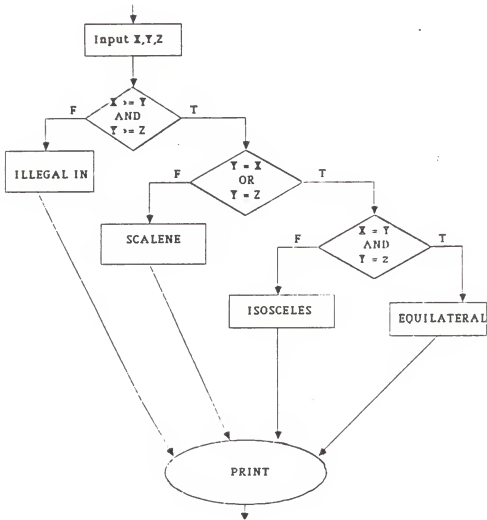 Input X,Y,Z
F
X >= Y
AND
Y >= Z
T
ILLEGAL IN
F
Y = X
OR
Y = Z
T
SCALENE
F
X = Y
AND
Y = Z
T
ISOSCELES
EQUILATERAL
PRINT